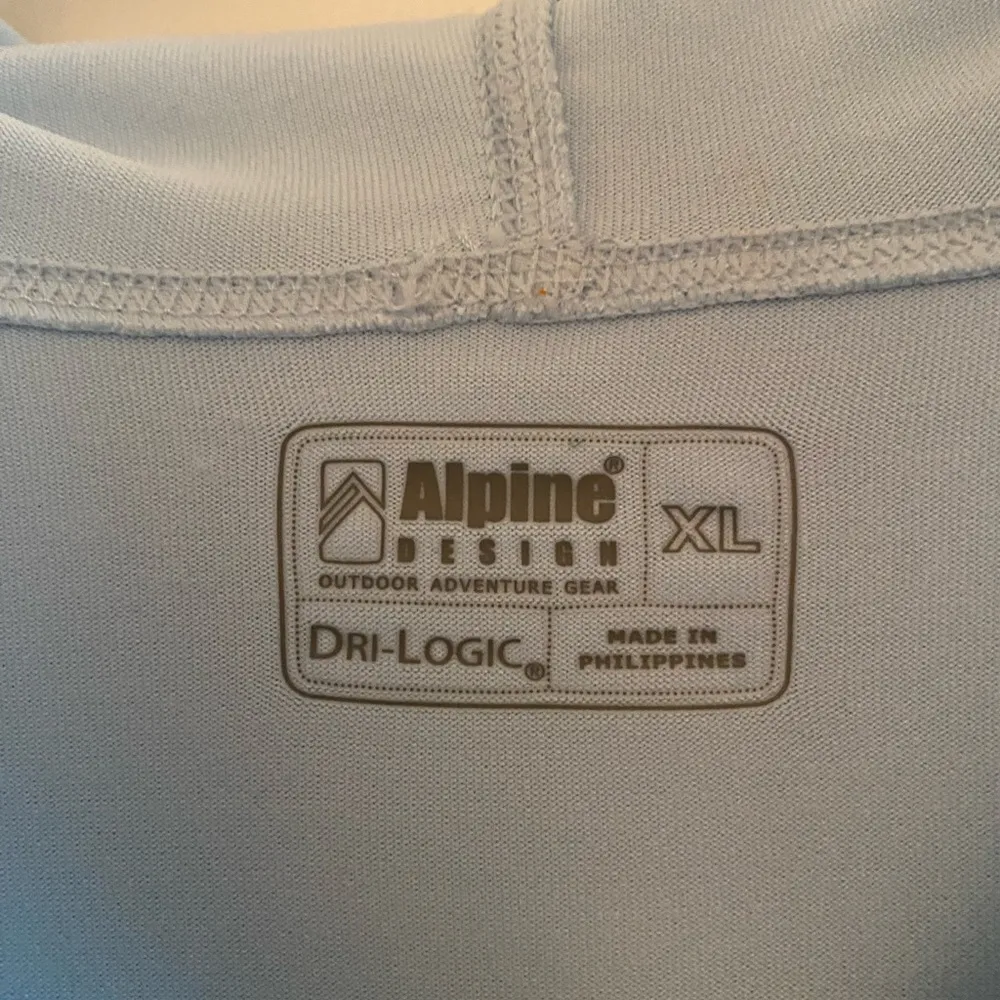 Alpine®
DESIGN
OUTDOOR ADVENTURE GEAR
XL
DRI-LOGIC®
MADE IN
PHILIPPINES